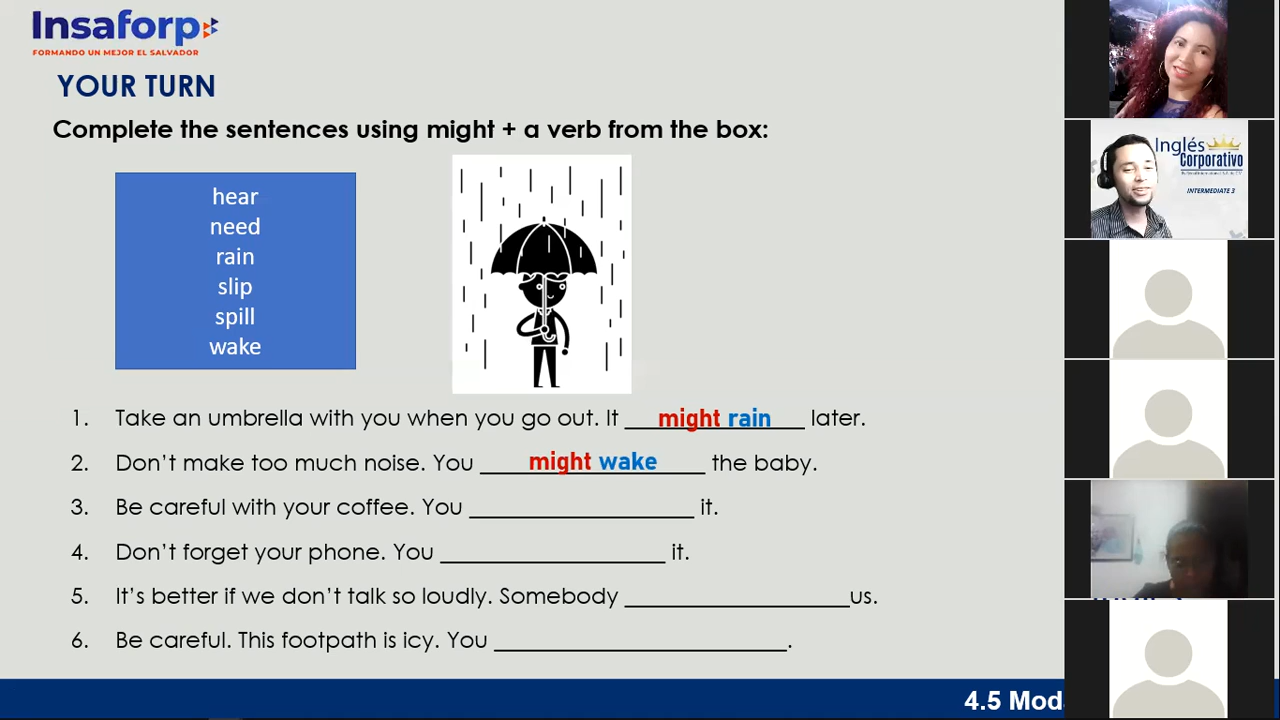 Insaforp
FORMANDO UN MEJOR EL SALVADOR
YOUR TURN
Complete the sentences using might + a verb from the box:
hear
need
rain
slip
spill
wake
1. Take an umbrella with you when you go out. It might rain later.
2. Don't make too much noise. You might wake the baby.
3. Be careful with your coffee. You ____________________ it.
4. Don't forget your phone. You ____________________ it.
5. It's better if we don't talk so loudly. Somebody ____________________us.
6. Be careful. This footpath is icy. You __________________________.
4.5 Mod
Inglés
Corporativo
INTERMEDIATE 3